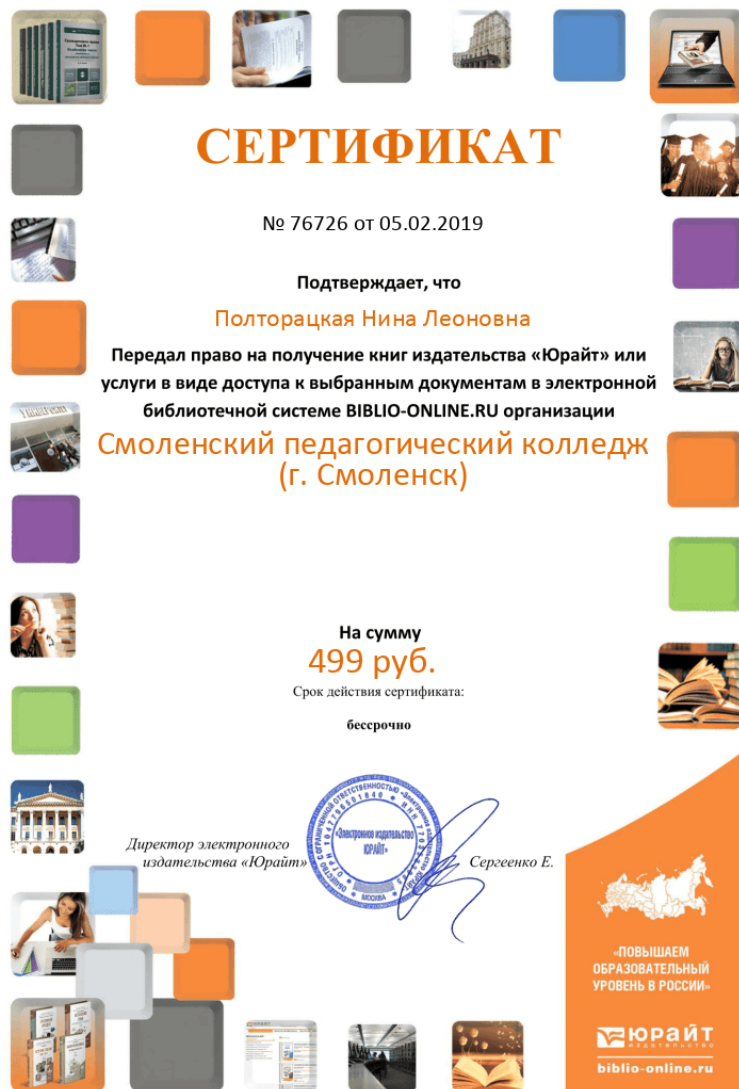 СЕРТИФИКАТ
№ 76726 от 05.02.2019
Подтверждает, что
Полторацкая Нина Леоновна
Передал право на получение книг издательства «Юрайт» или
услуги в виде доступа к выбранным документам в электронной
библиотечной системе BIBLIO-ONLINE.RU организации
Смоленский педагогический колледж
(г. Смоленск)
На сумму
499 руб.
Срок действия сертификата:
бессрочно
Директор электронного
издательства «Юрайт»
«Электронное издательство
ЮРАЙТ»
МОСКВА
Сергеенко Е.
«ПОВЫШАЕМ
ОБРАЗОВАТЕЛЬНЫЙ
УРОВЕНЬ В РОССИИ»
ЮРАЙТ
ИЗДАТЕЛЬСТВО
biblio-online.ru